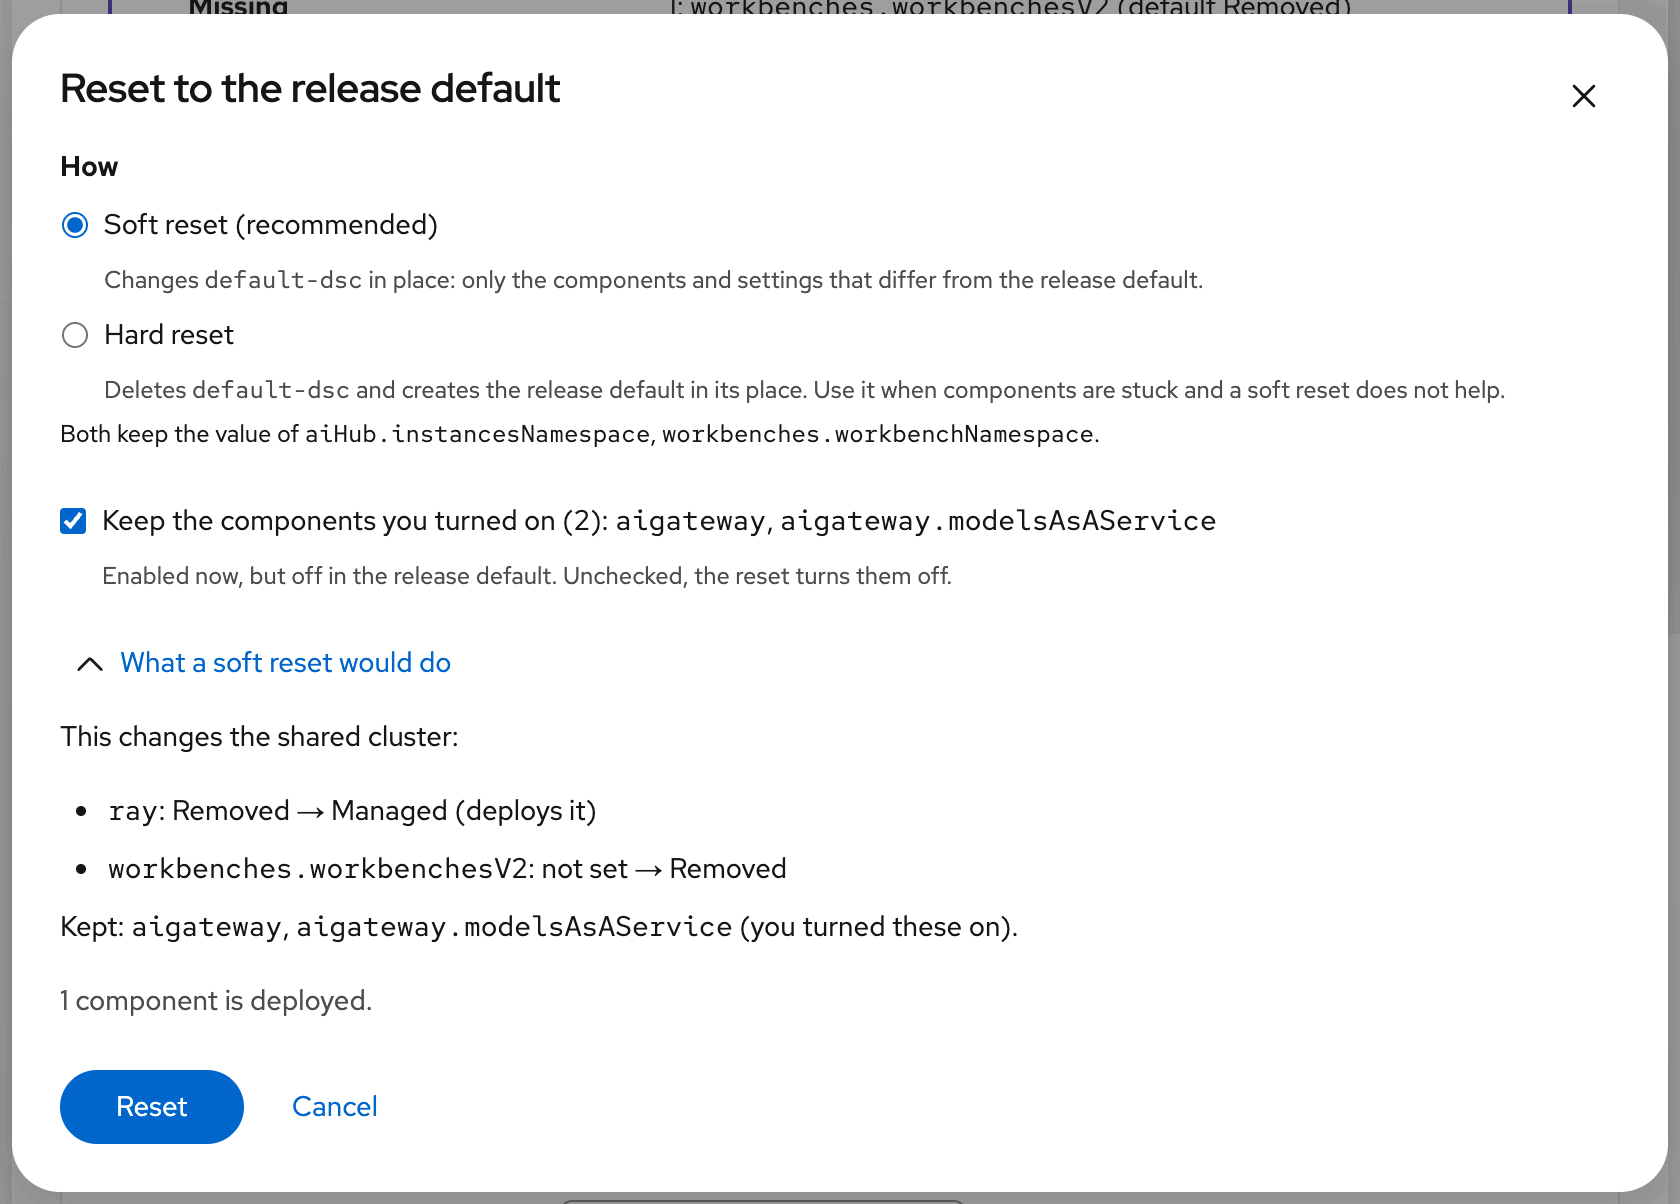 Missing
]: workbenches.workbenchesV2 (default Removed)
Reset to the release default
How
Soft reset (recommended)
Changes default-dsc in place: only the components and settings that differ from the release default.
Hard reset
Deletes default-dsc and creates the release default in its place. Use it when components are stuck and a soft reset does not help.
Both keep the value of aiHub.instancesNamespace, workbenches.workbenchNamespace.
Keep the components you turned on (2): aigateway, aigateway.modelsAsAService
Enabled now, but off in the release default. Unchecked, the reset turns them off.
What a soft reset would do
This changes the shared cluster:
• ray: Removed → Managed (deploys it)
• workbenches.workbenchesV2: not set → Removed
Kept: aigateway, aigateway.modelsAsAService (you turned these on).
1 component is deployed.
Reset
Cancel